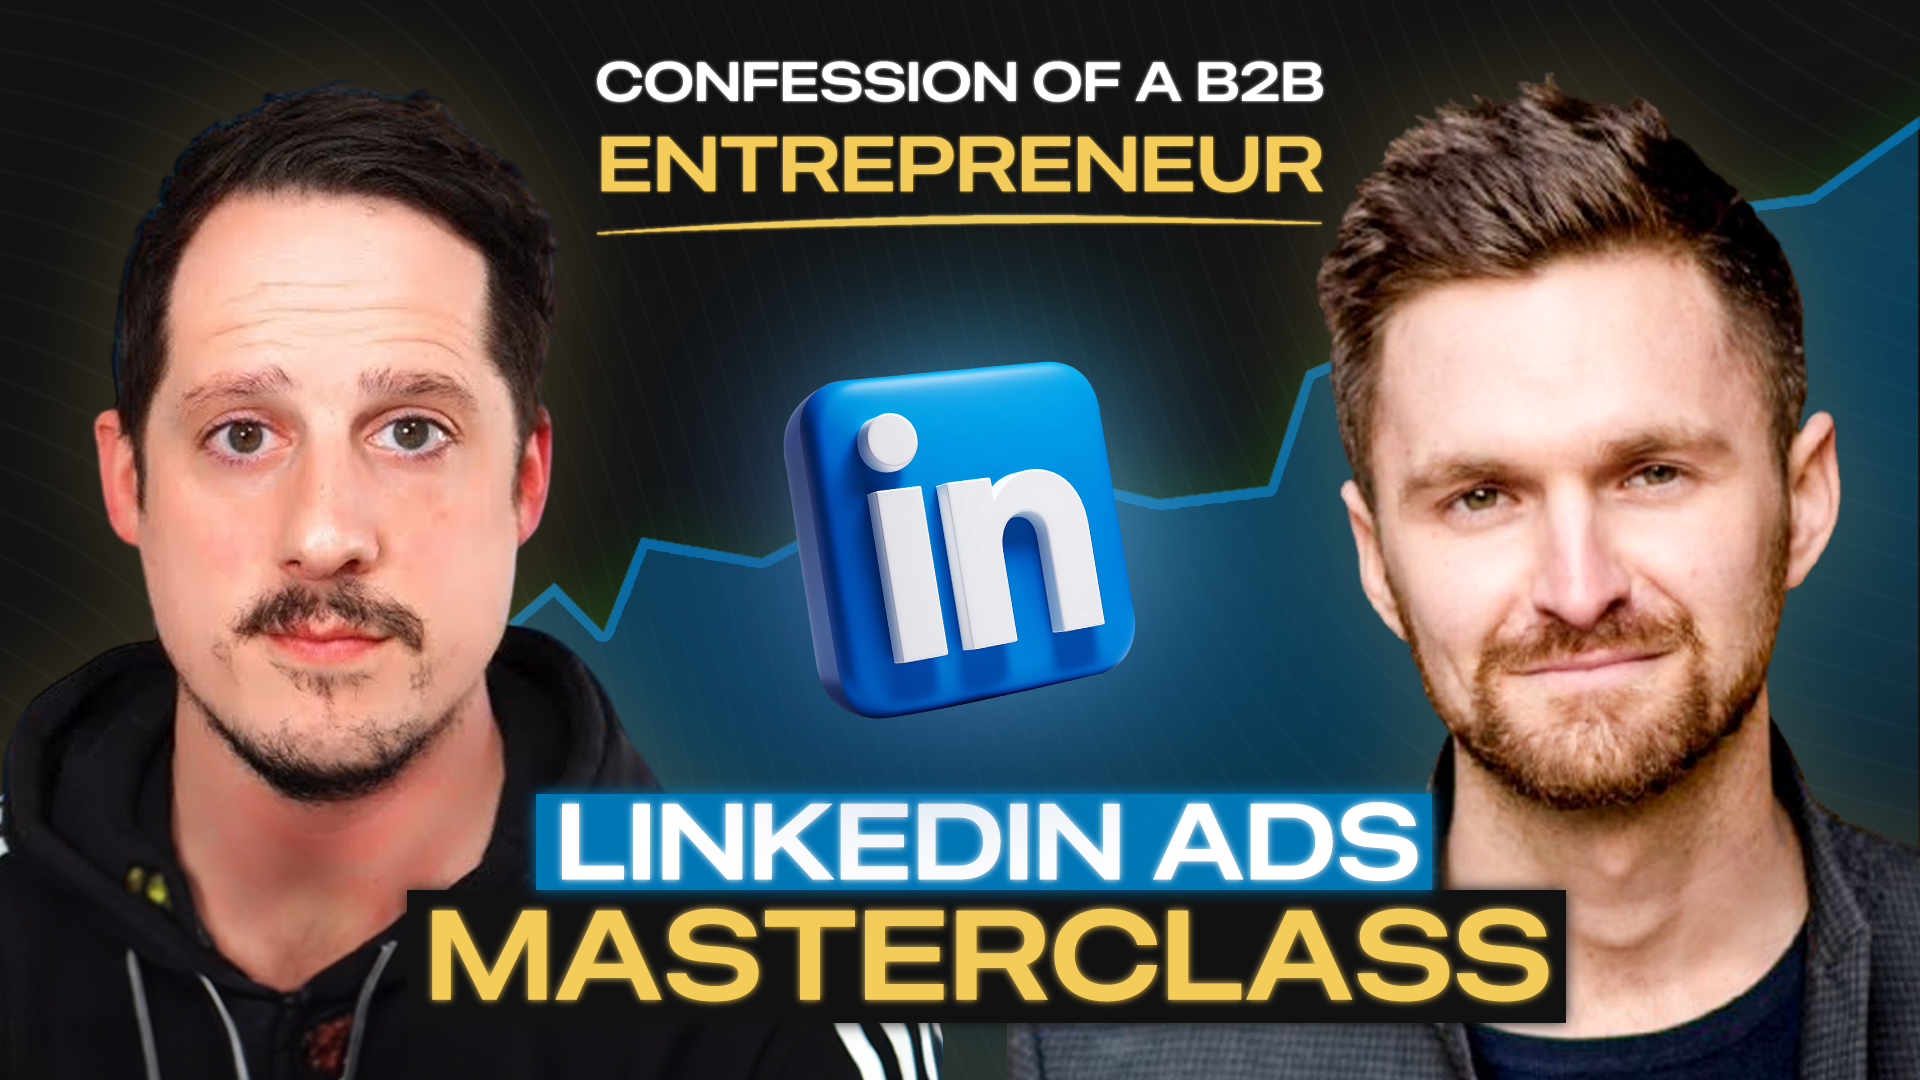 CONFESSION OF A B2B
ENTREPRENEUR
in
LINKEDIN ADS
MASTERCLASS